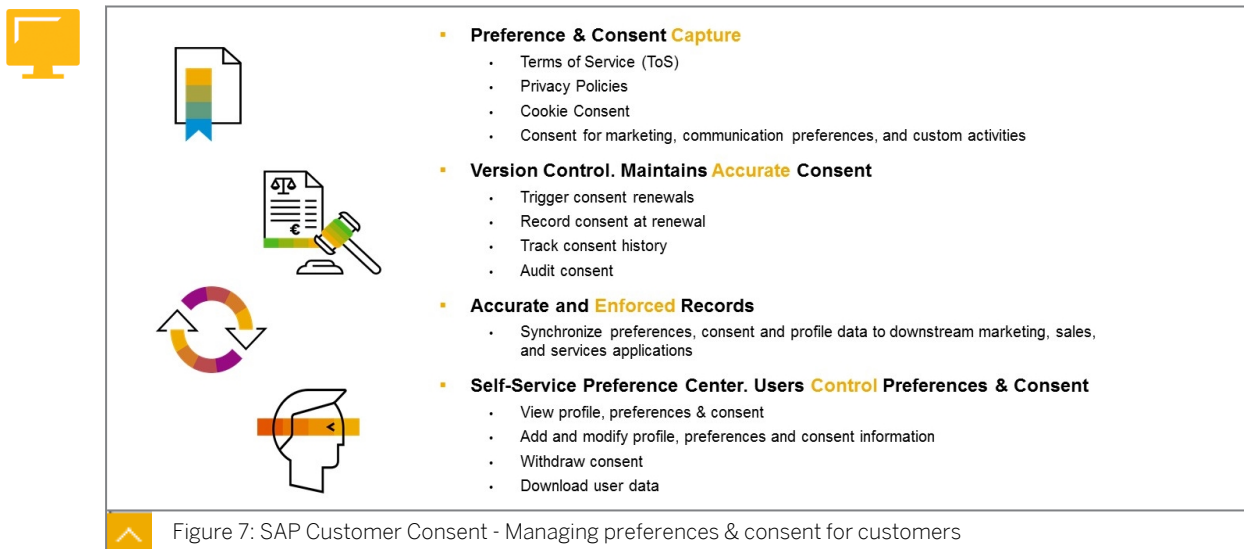 Preference & Consent Capture
Terms of Service (ToS)
Privacy Policies
Cookie Consent
Consent for marketing, communication preferences, and custom activities
Version Control. Maintains Accurate Consent
Trigger consent renewals
Record consent at renewal
Track consent history
Audit consent
Accurate and Enforced Records
Synchronize preferences, consent and profile data to downstream marketing, sales,
and services applications
Self-Service Preference Center. Users Control Preferences & Consent
View profile, preferences & consent
Add and modify profile, preferences and consent information
Withdraw consent
Download user data
€
Figure 7: SAP Customer Consent - Managing preferences & consent for customers